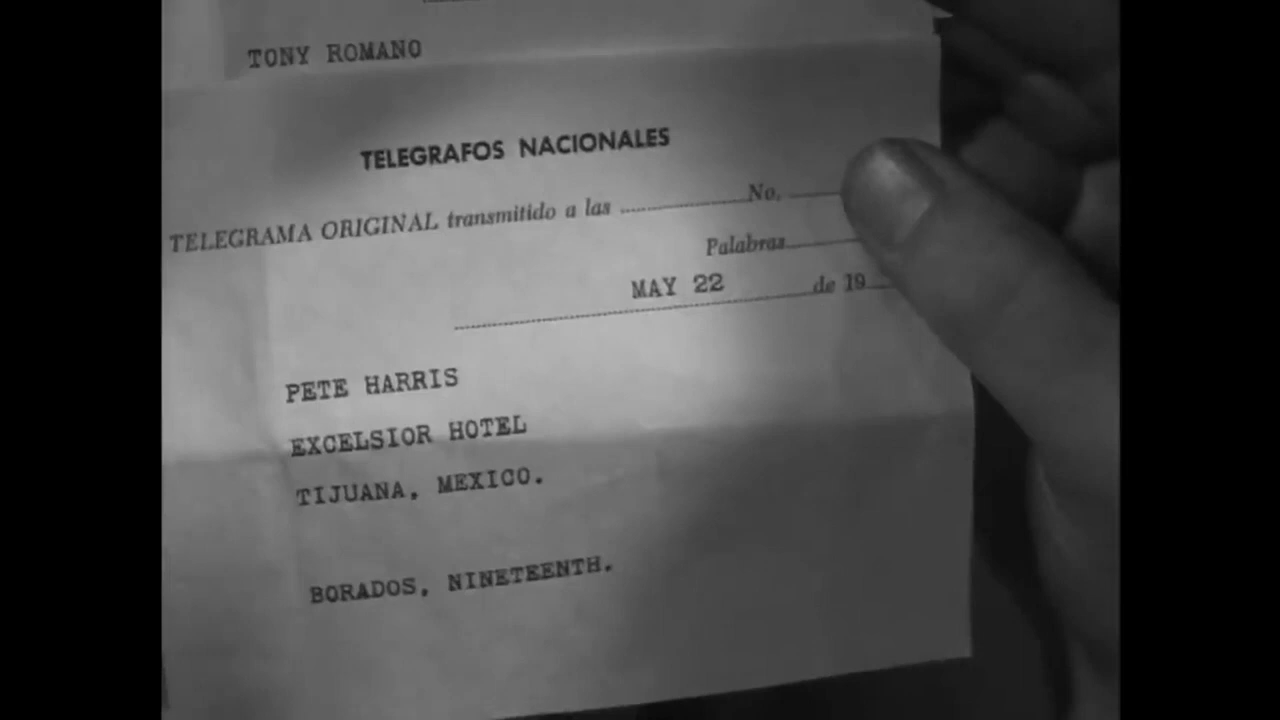 TONY ROMANO
TELEGRAFOS NACIONALES
TELEGRAMA ORIGINAL transmitido a las No.
Palabras
MAY 22 de 19
PETE HARRIS
EXCELSIOR HOTEL
TIJUANA, MEXICO.
BORADOS, NINETEENTH.